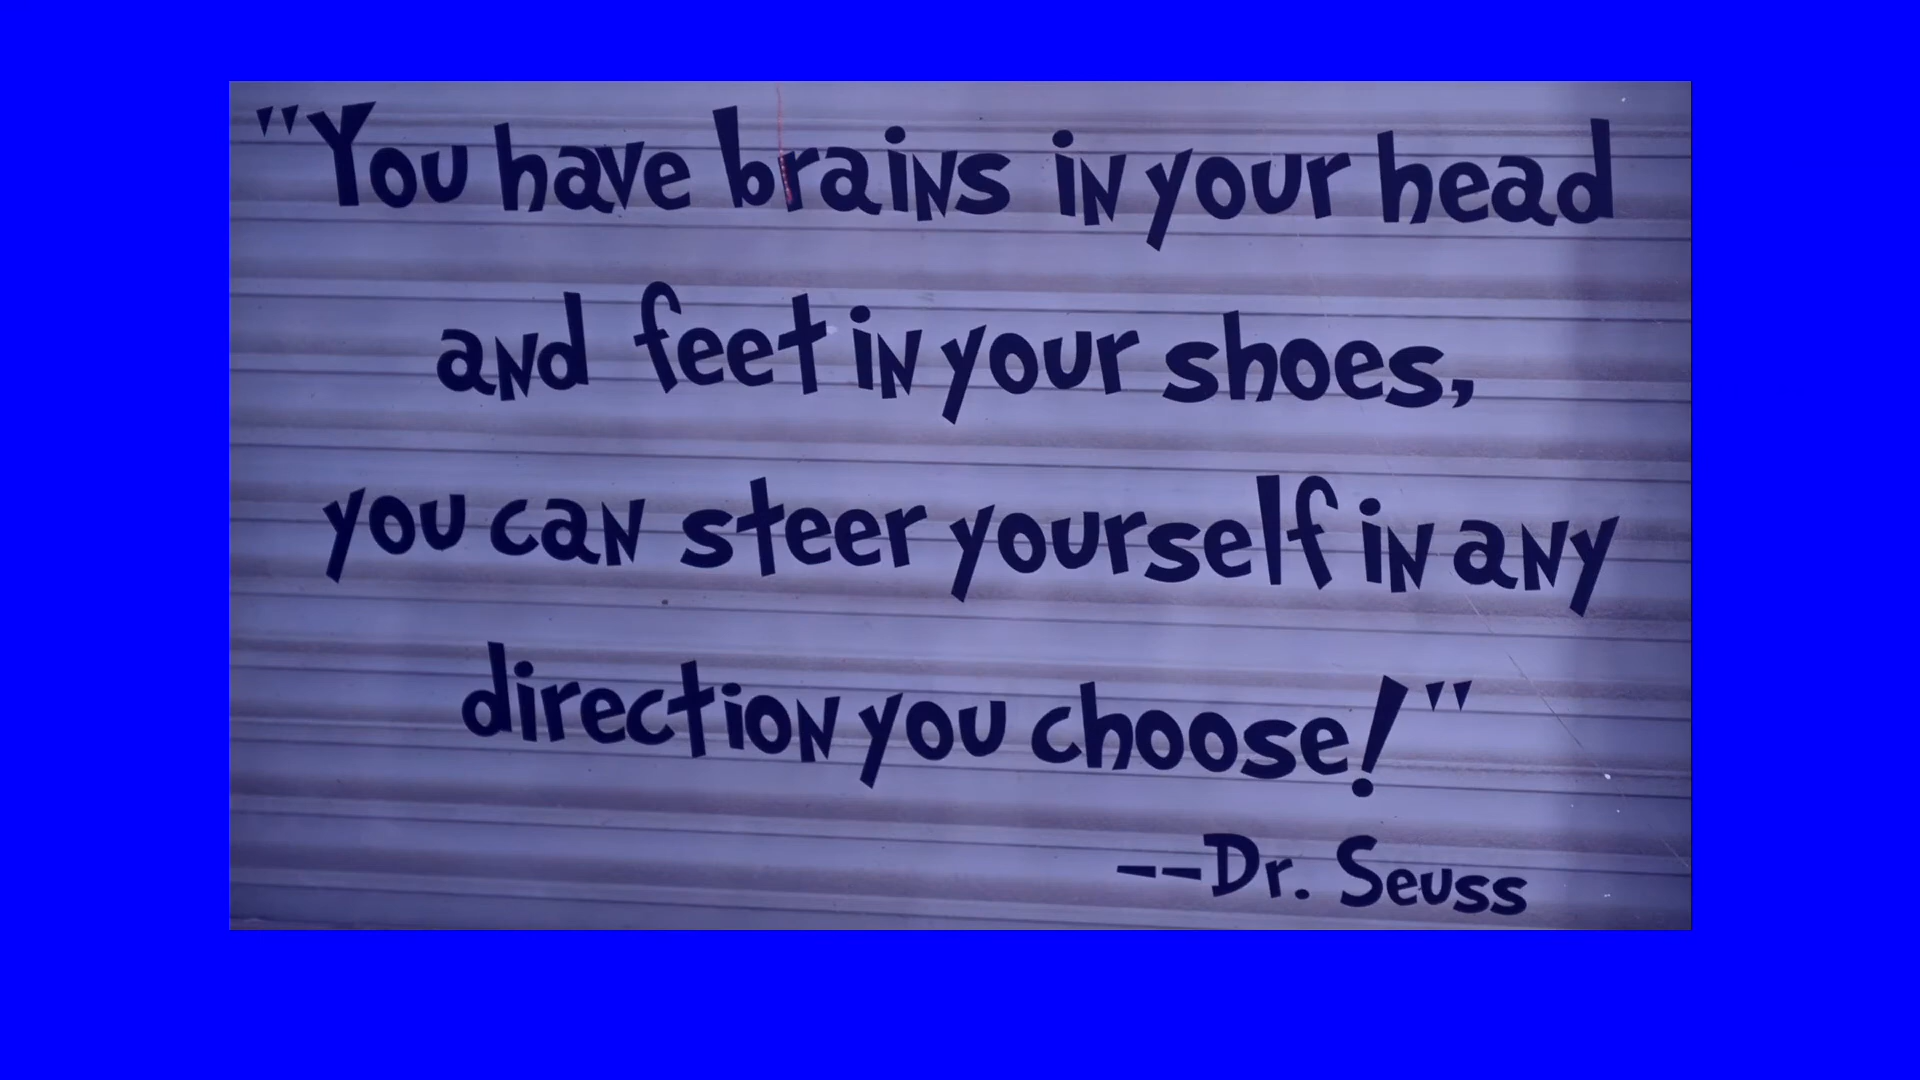 "You have brains in your head
and feet in your shoes,
you can steer yourself in any
direction you choose!"
--Dr. Seuss